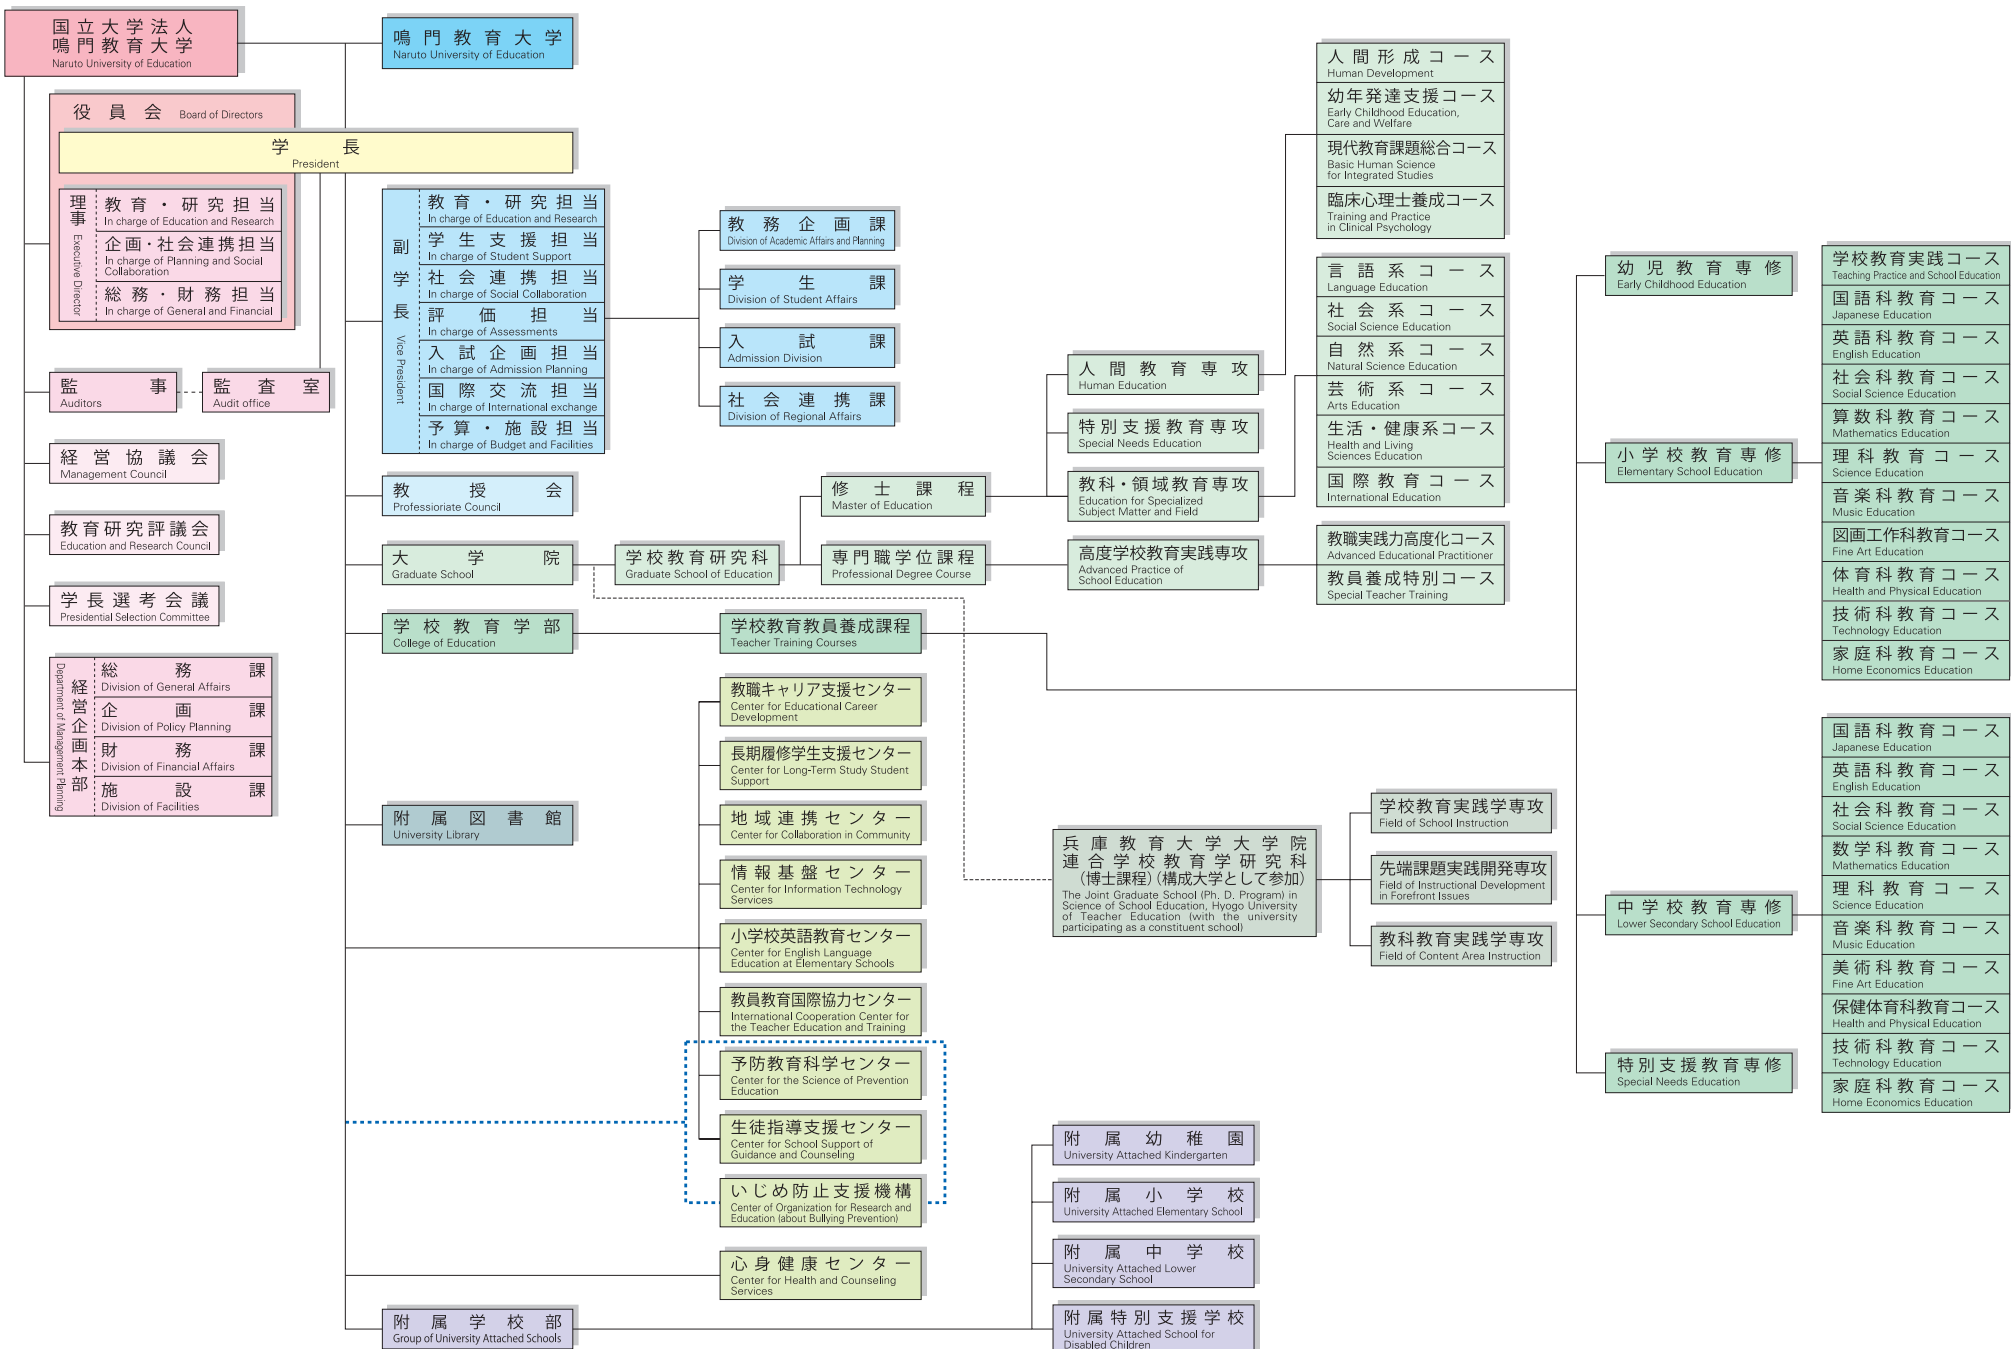 国立大学法人
鳴門教育大学
Naruto University of Education
鳴門教育大学
Naruto University of Education
役員会 Board of Directors
学長
President
理事 Executive Director
教育・研究担当
In charge of Education and Research
企画・社会連携担当
In charge of Planning and Social
Collaboration
総務・財務担当
In charge of General and Financial
監事
Auditors
監査室
Audit office
経営協議会
Management Council
教育研究評議会
Education and Research Council
学長選考会議
Presidential Selection Committee
経営企画本部
Department of Management Planning
総務課
Division of General Affairs
企画課
Division of Policy Planning
財務課
Division of Financial Affairs
施設課
Division of Facilities
副学長 Vice President
教育・研究担当
In charge of Education and Research
学生支援担当
In charge of Student Support
社会連携担当
In charge of Social Collaboration
評価担当
In charge of Assessments
入試企画担当
In charge of Admission Planning
国際交流担当
In charge of International exchange
予算・施設担当
In charge of Budget and Facilities
教務企画課
Division of Academic Affairs and Planning
学生課
Division of Student Affairs
入試課
Admission Division
社会連携課
Division of Regional Affairs
教授会
Professioriate Council
大学院
Graduate School
学校教育研究科
Graduate School of Education
修士課程
Master of Education
専門職学位課程
Professional Degree Course
人間教育専攻
Human Education
特別支援教育専攻
Special Needs Education
教科・領域教育専攻
Education for Specialized
Subject Matter and Field
高度学校教育実践専攻
Advanced Practice of
School Education
人間形成コース
Human Development
幼年発達支援コース
Early Childhood Education,
Care and Welfare
現代教育課題総合コース
Basic Human Science
for Integrated Studies
臨床心理士養成コース
Training and Practice
in Clinical Psychology
言語系コース
Language Education
社会系コース
Social Science Education
自然系コース
Natural Science Education
芸術系コース
Arts Education
生活・健康系コース
Health and Living
Sciences Education
国際教育コース
International Education
教職実践力高度化コース
Advanced Educational Practitioner
教員養成特別コース
Special Teacher Training
学校教育学部
College of Education
学校教育教員養成課程
Teacher Training Courses
幼児教育専修
Early Childhood Education
小学校教育専修
Elementary School Education
中学校教育専修
Lower Secondary School Education
特別支援教育専修
Special Needs Education
学校教育実践コース
Teaching Practice and School Education
国語科教育コース
Japanese Education
英語科教育コース
English Education
社会科教育コース
Social Science Education
算数科教育コース
Mathematics Education
理科教育コース
Science Education
音楽科教育コース
Music Education
図画工作科教育コース
Fine Art Education
体育科教育コース
Health and Physical Education
技術科教育コース
Technology Education
家庭科教育コース
Home Economics Education
国語科教育コース
Japanese Education
英語科教育コース
English Education
社会科教育コース
Social Science Education
数学科教育コース
Mathematics Education
理科教育コース
Science Education
音楽科教育コース
Music Education
美術科教育コース
Fine Art Education
保健体育科教育コース
Health and Physical Education
技術科教育コース
Technology Education
家庭科教育コース
Home Economics Education
附属図書館
University Library
教職キャリア支援センター
Center for Educational Career
Development
長期履修学生支援センター
Center for Long-Term Study Student
Support
地域連携センター
Center for Collaboration in Community
情報基盤センター
Center for Information Technology
Services
小学校英語教育センター
Center for English Language
Education at Elementary Schools
教員教育国際協力センター
International Cooperation Center for
the Teacher Education and Training
予防教育科学センター
Center for the Science of Prevention
Education
生徒指導支援センター
Center for School Support of
Guidance and Counseling
いじめ防止支援機構
Center of Organization for Research and
Education (about Bullying Prevention)
心身健康センター
Center for Health and Counseling
Services
兵庫教育大学大学院
連合学校教育学研究科
(博士課程)(構成大学として参加)
The Joint Graduate School (Ph. D. Program) in
Science of School Education, Hyogo University
of Teacher Education (with the university
participating as a constituent school)
学校教育実践学専攻
Field of School Instruction
先端課題実践開発専攻
Field of Instructional Development
in Forefront Issues
教科教育実践学専攻
Field of Content Area Instruction
附属学校部
Group of University Attached Schools
附属幼稚園
University Attached Kindergarten
附属小学校
University Attached Elementary School
附属中学校
University Attached Lower
Secondary School
附属特別支援学校
University Attached School for
Disabled Children